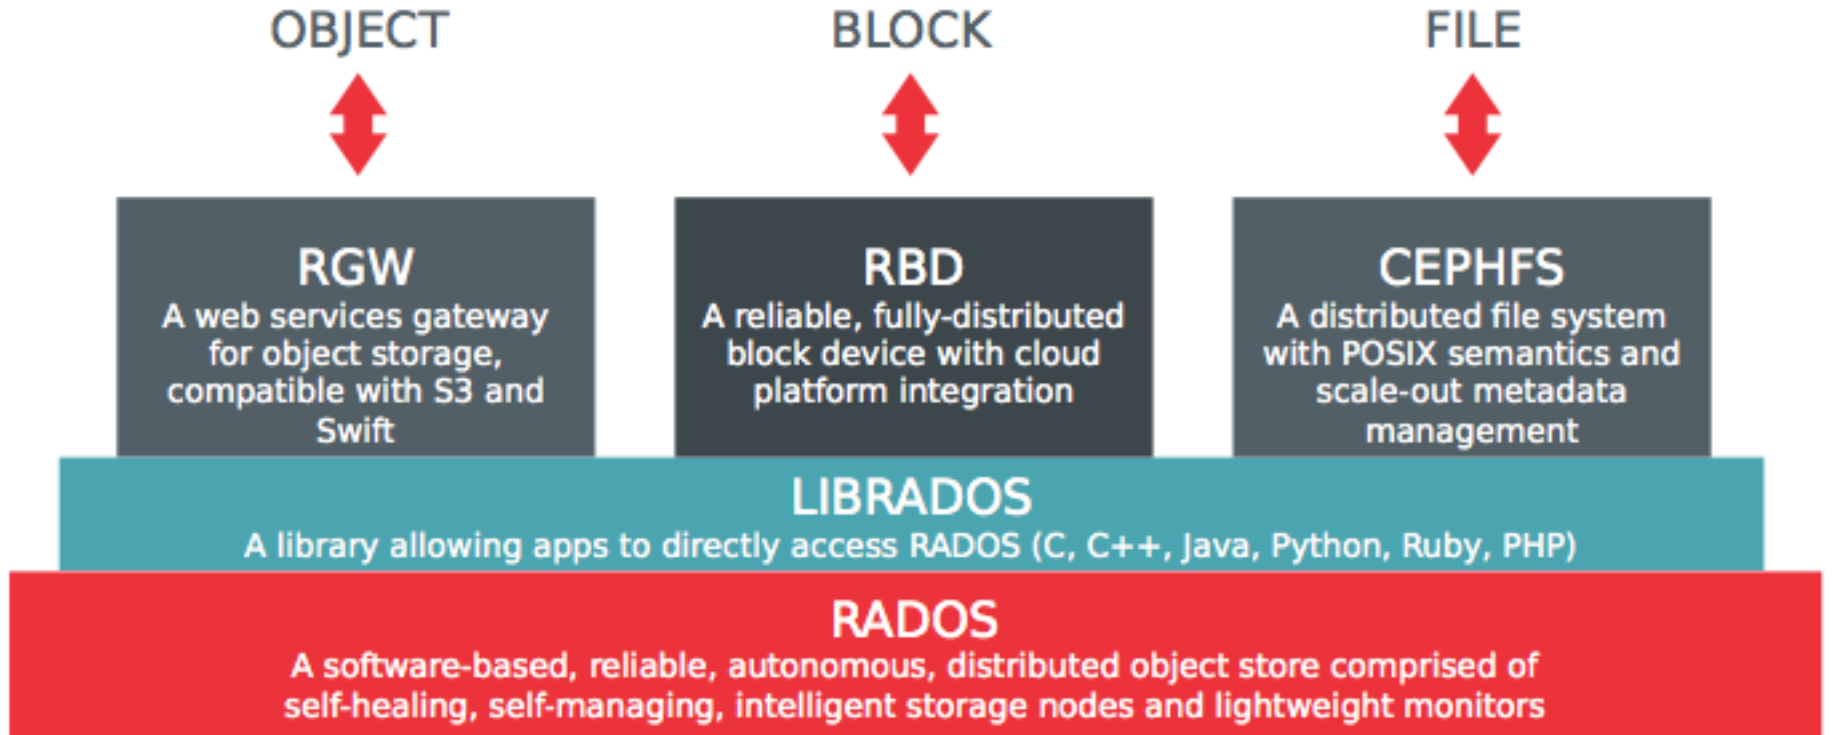 OBJECT
BLOCK
FILE
RGW
A web services gateway
for object storage,
compatible with S3 and
Swift
RBD
A reliable, fully-distributed
block device with cloud
platform integration
CEPHFS
A distributed file system
with POSIX semantics and
scale-out metadata
management
LIBRADOS
A library allowing apps to directly access RADOS (C, C++, Java, Python, Ruby, PHP)
RADOS
A software-based, reliable, autonomous, distributed object store comprised of
self-healing, self-managing, intelligent storage nodes and lightweight monitors